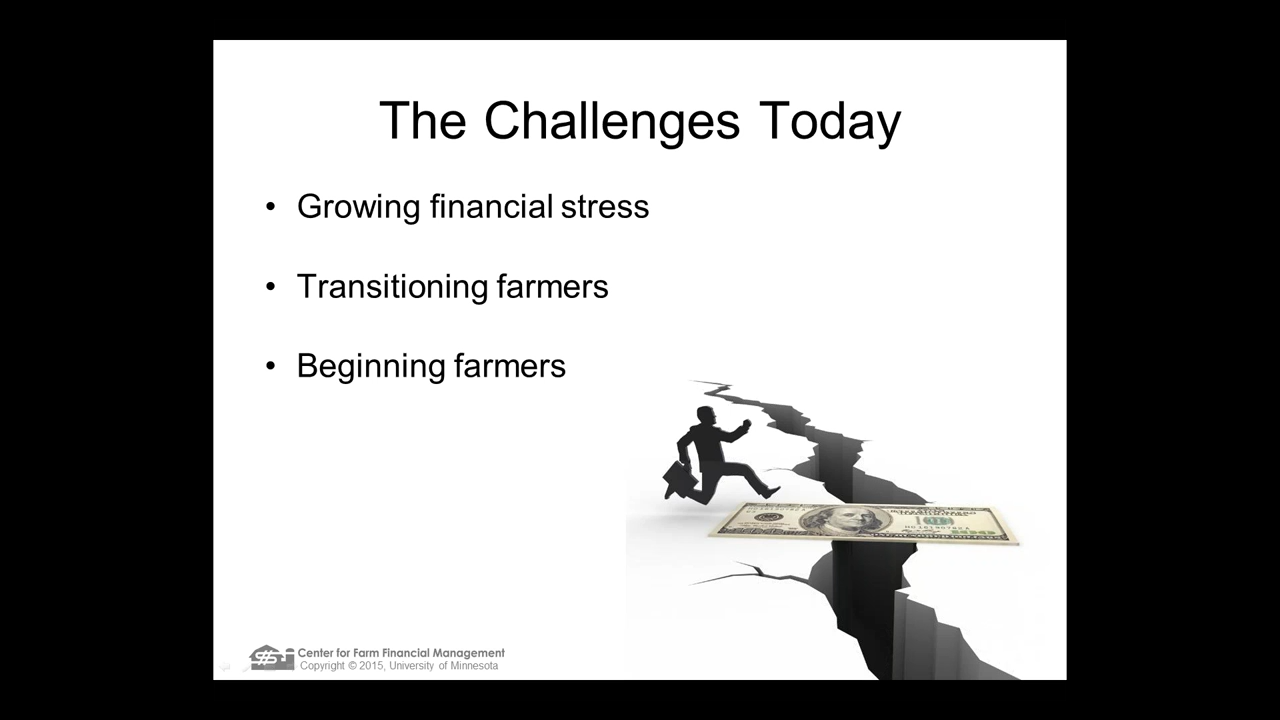 The Challenges Today
• Growing financial stress
• Transitioning farmers
• Beginning farmers
Center for Farm Financial Management
Copyright © 2015, University of Minnesota